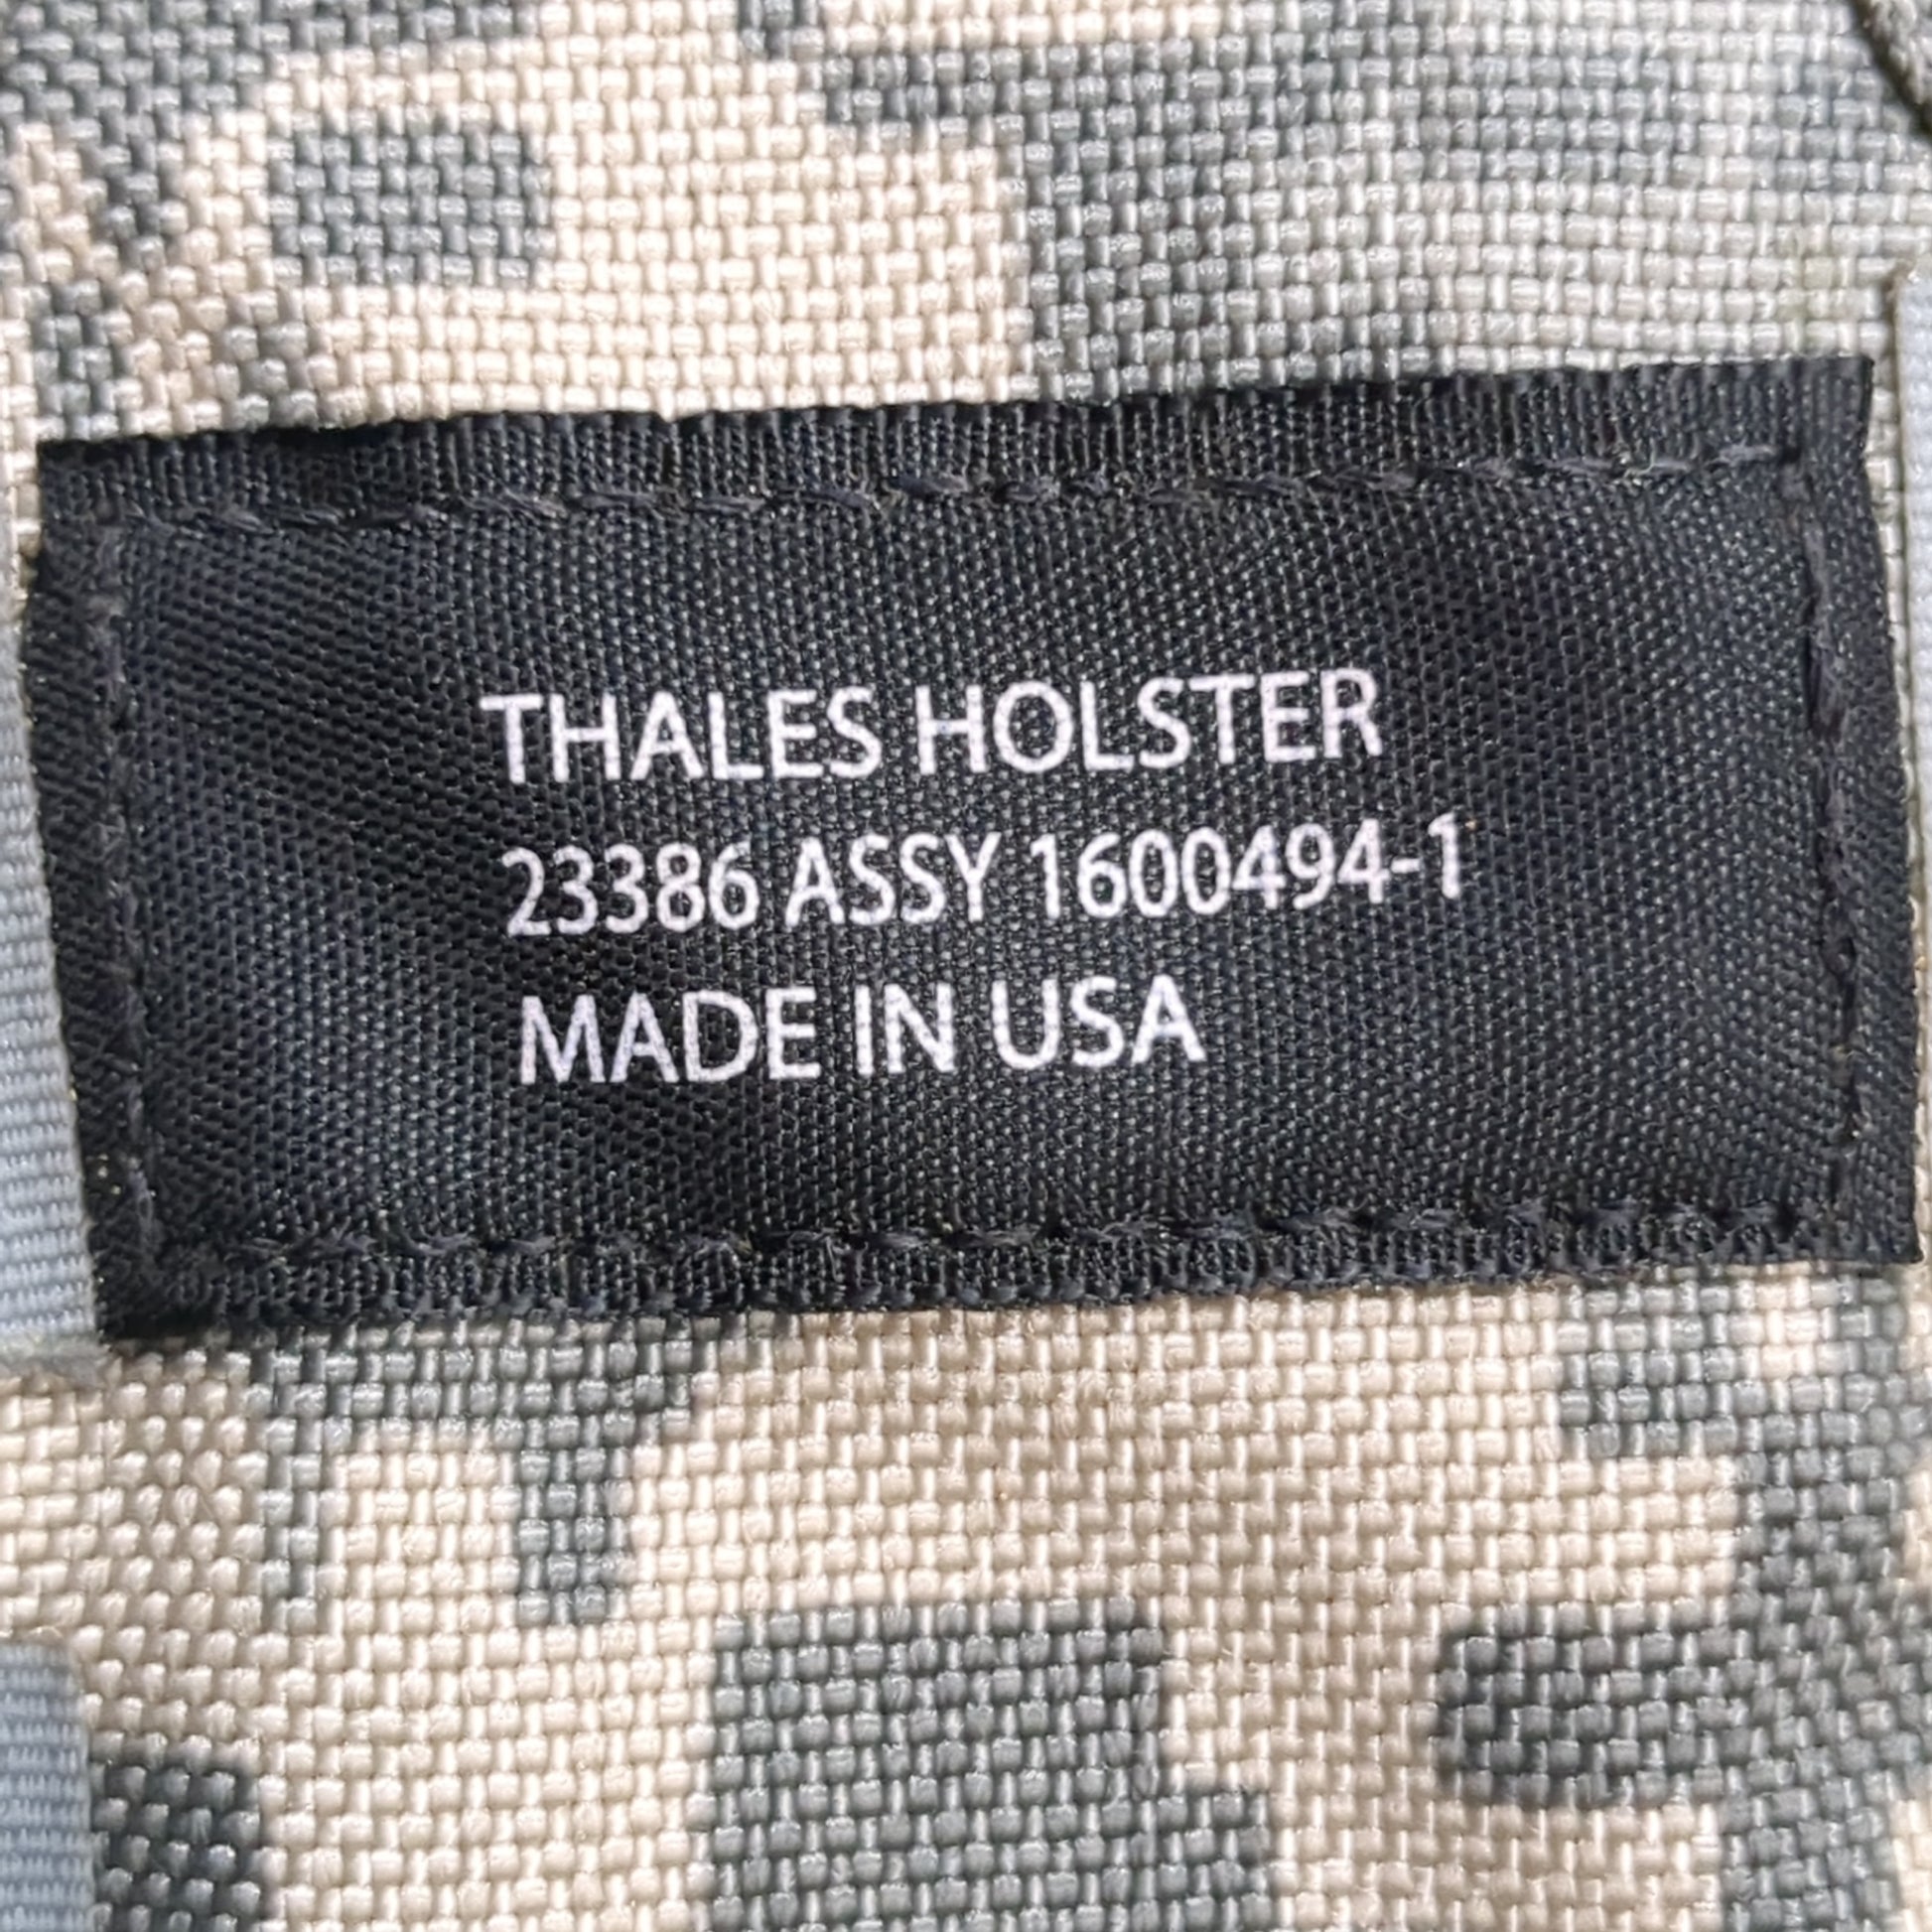 THALES HOLSTER
23386 ASSY 1600494-1
MADE IN USA